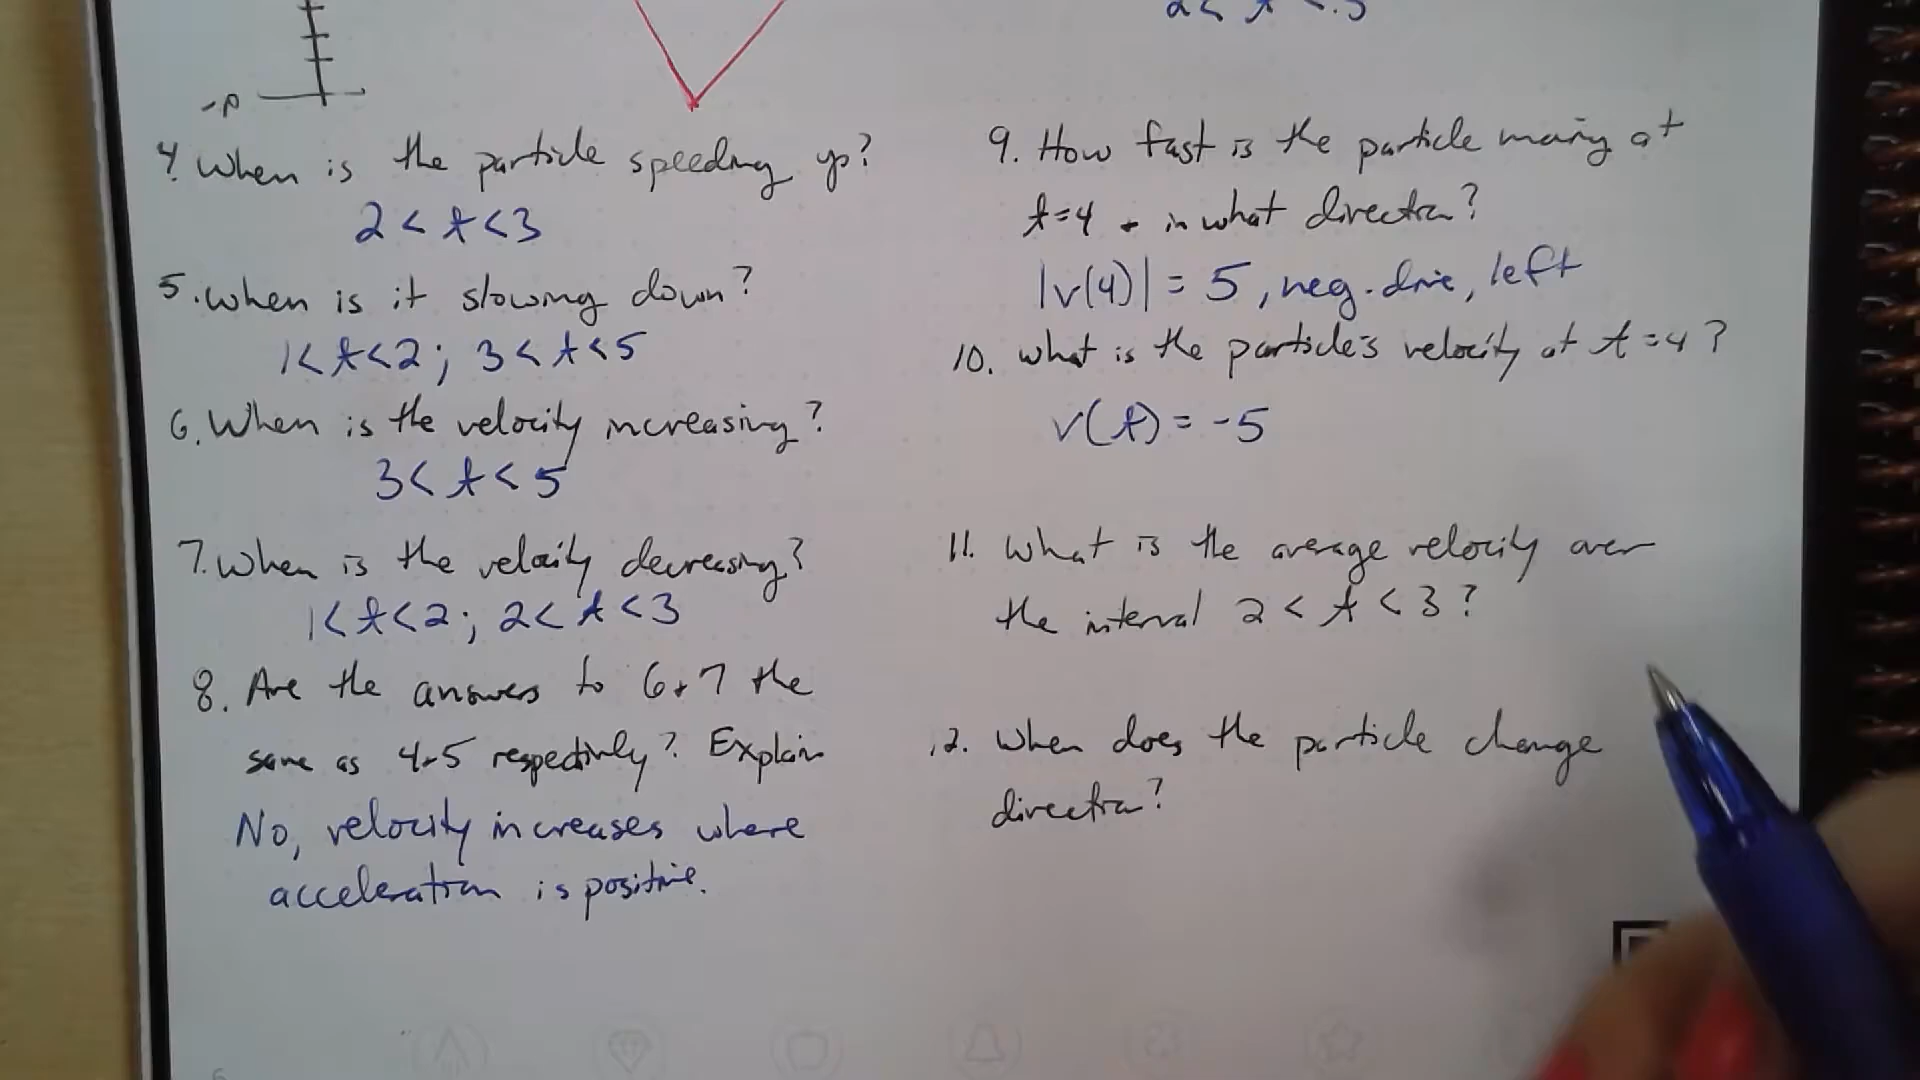 2 < t < 3
-10
4. When is the particle speeding up?
2 < t < 3
5. When is it slowing down?
1 < t < 2 ; 3 < t < 5
6. When is the velocity increasing?
3 < t < 5
7. When is the velocity decreasing?
1 < t < 2 ; 2 < t < 3
8. Are the answers to 6 + 7 the
same as 4 + 5 respectively? Explain
No, velocity increases where
acceleration is positive.
9. How fast is the particle moving at
t=4 + in what direction?
|v(4)| = 5, neg. dire, left
10. What is the particle's velocity at t=4?
v(t) = -5
11. What is the average velocity over
the interval 2 < t < 3?
12. When does the particle change
direction?